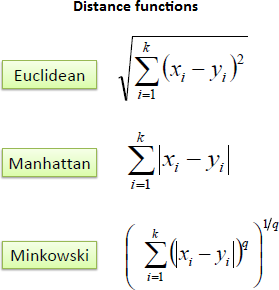 Distance functions
Euclidean √(∑_{i=1}^{k} (x_i − y_i)^2)
Manhattan ∑_{i=1}^{k} |x_i − y_i|
Minkowski (∑_{i=1}^{k} (|x_i − y_i|)^q)^{1/q}